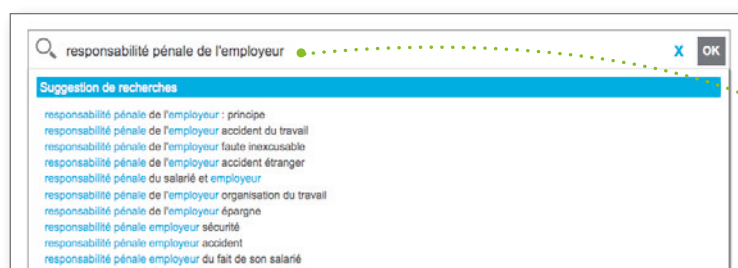 responsabilité pénale de l'employeur X OK
Suggestion de recherches
responsabilité pénale de l'employeur : principe
responsabilité pénale de l'employeur accident du travail
responsabilité pénale de l'employeur faute inexcusable
responsabilité pénale de l'employeur accident étranger
responsabilité pénale du salarié et employeur
responsabilité pénale de l'employeur organisation du travail
responsabilité pénale de l'employeur épargne
responsabilité pénale employeur sécurité
responsabilité pénale employeur accident
responsabilité pénale employeur du fait de son salarié